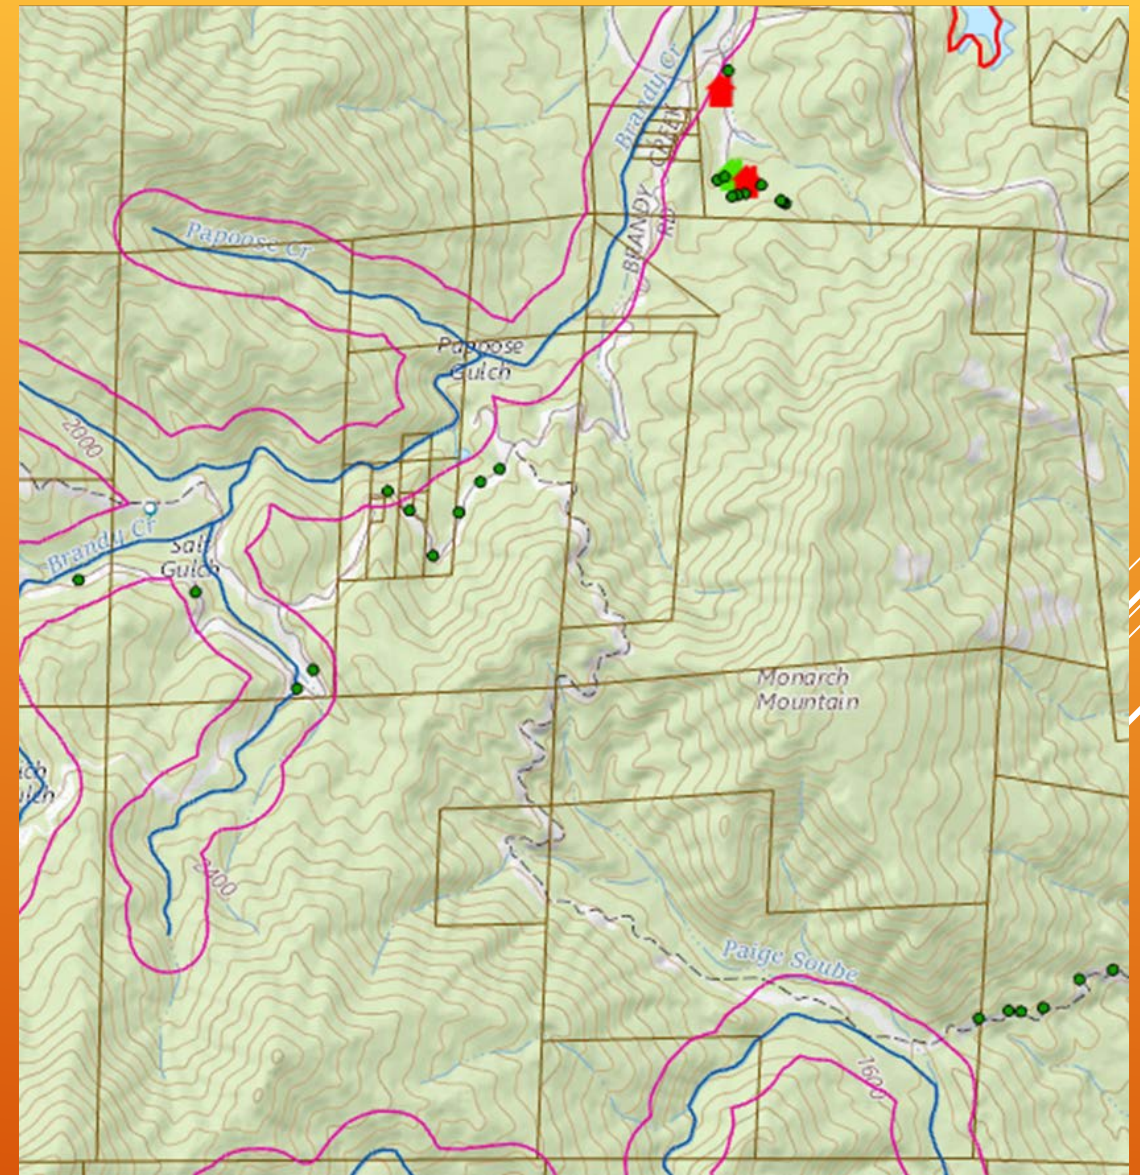 Brandy Cr
CREEK
BRANDY
RD
Papoose Cr
Papoose
Gulch
2000
Brandy Cr
Salt
Gulch
Monarch
Mountain
2400
Paige Soube
1600